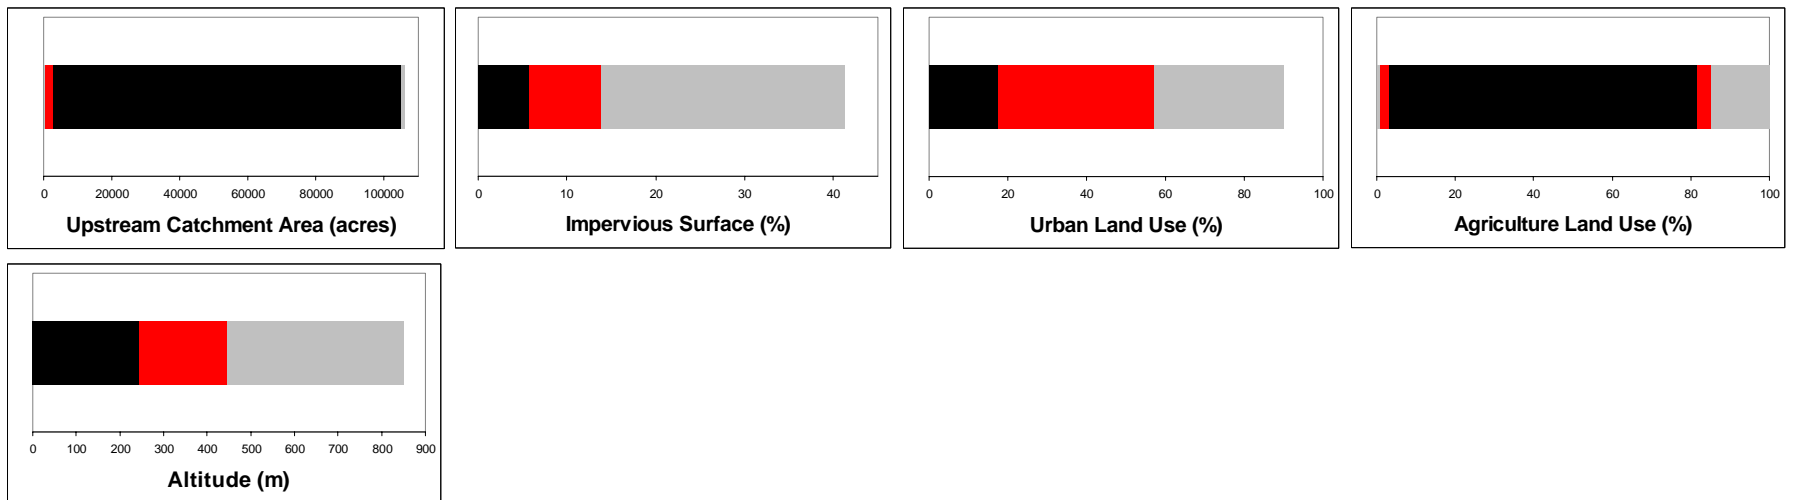 0 20000 40000 60000 80000 100000
Upstream Catchment Area (acres)
0 10 20 30 40
Impervious Surface (%)
0 20 40 60 80 100
Urban Land Use (%)
0 20 40 60 80 100
Agriculture Land Use (%)
0 100 200 300 400 500 600 700 800 900
Altitude (m)